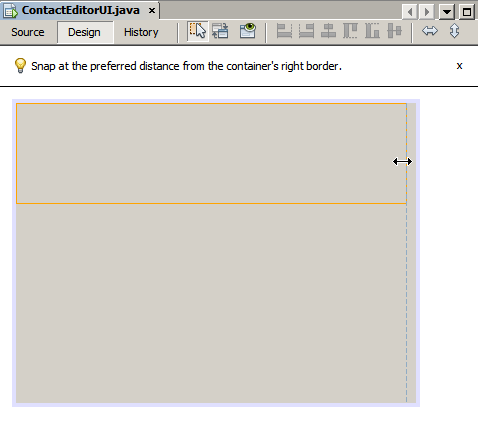 ContactEditorUI.java ×
Source Design History
Snap at the preferred distance from the container's right border. x